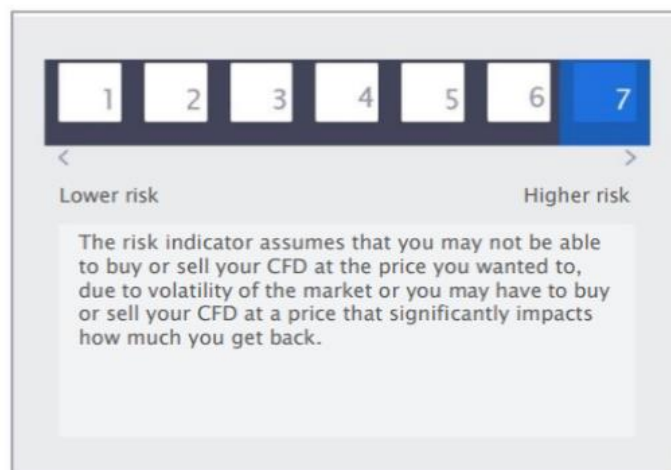 1 2 3 4 5 6 7
< >
Lower risk Higher risk
The risk indicator assumes that you may not be able
to buy or sell your CFD at the price you wanted to,
due to volatility of the market or you may have to buy
or sell your CFD at a price that significantly impacts
how much you get back.